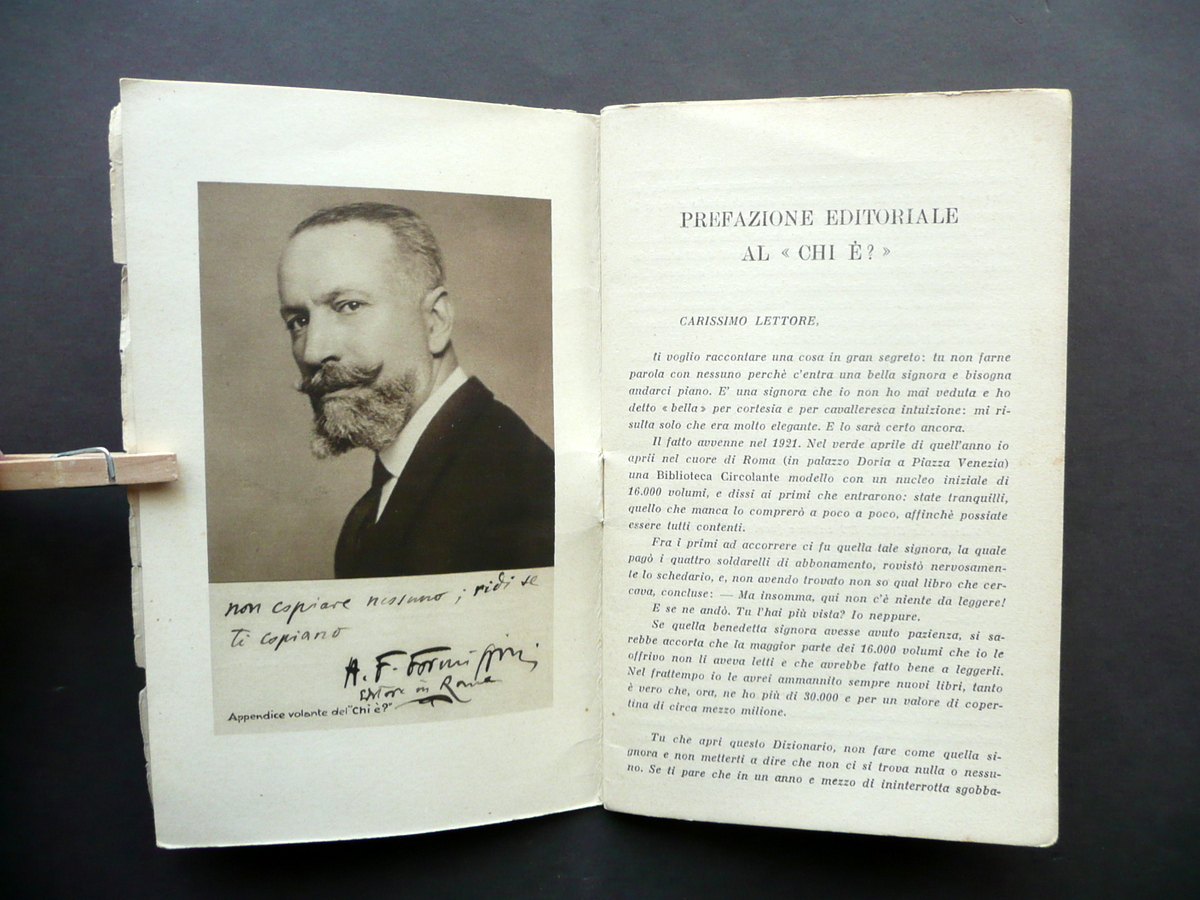 non copiare nessuno; ridi se
ti copiano
A. F. Formiggini
Editore in Roma
Appendice volante del "Chi è?"
PREFAZIONE EDITORIALE
AL « CHI È? »
CARISSIMO LETTORE,
ti voglio raccontare una cosa in gran segreto: tu non farne
parola con nessuno perchè c'entra una bella signora e bisogna
andarci piano. E' una signora che io non ho mai veduta e ho
detto « bella » per cortesia e per cavalleresca intuizione: mi ri-
sulta solo che era molto elegante. E lo sarà certo ancora.
Il fatto avvenne nel 1921. Nel verde aprile di quell'anno io
aprii nel cuore di Roma (in palazzo Doria a Piazza Venezia)
una Biblioteca Circolante modello con un nucleo iniziale di
16.000 volumi, e dissi ai primi che entrarono: state tranquilli,
quello che manca lo comprerò a poco a poco, affinchè possiate
essere tutti contenti.
Fra i primi ad accorrere ci fu quella tale signora, la quale
pagò i quattro soldarelli di abbonamento, rovistò nervosamen-
te lo schedario, e, non avendo trovato non so qual libro che cer-
cava, concluse: — Ma insomma, qui non c'è niente da leggere!
E se ne andò. Tu l'hai più vista? Io neppure.
Se quella benedetta signora avesse avuto pazienza, si sa-
rebbe accorta che la maggior parte dei 16.000 volumi che io le
offrivo non li aveva letti e che avrebbe fatto bene a leggerli.
Nel frattempo io le avrei ammannito sempre nuovi libri, tanto
è vero che, ora, ne ho più di 30.000 e per un valore di coper-
tina di circa mezzo milione.
Tu che apri questo Dizionario, non fare come quella si-
gnora e non metterti a dire che non ci si trova nulla o nessu-
no. Se ti pare che in un anno e mezzo di ininterrotta sgobba-